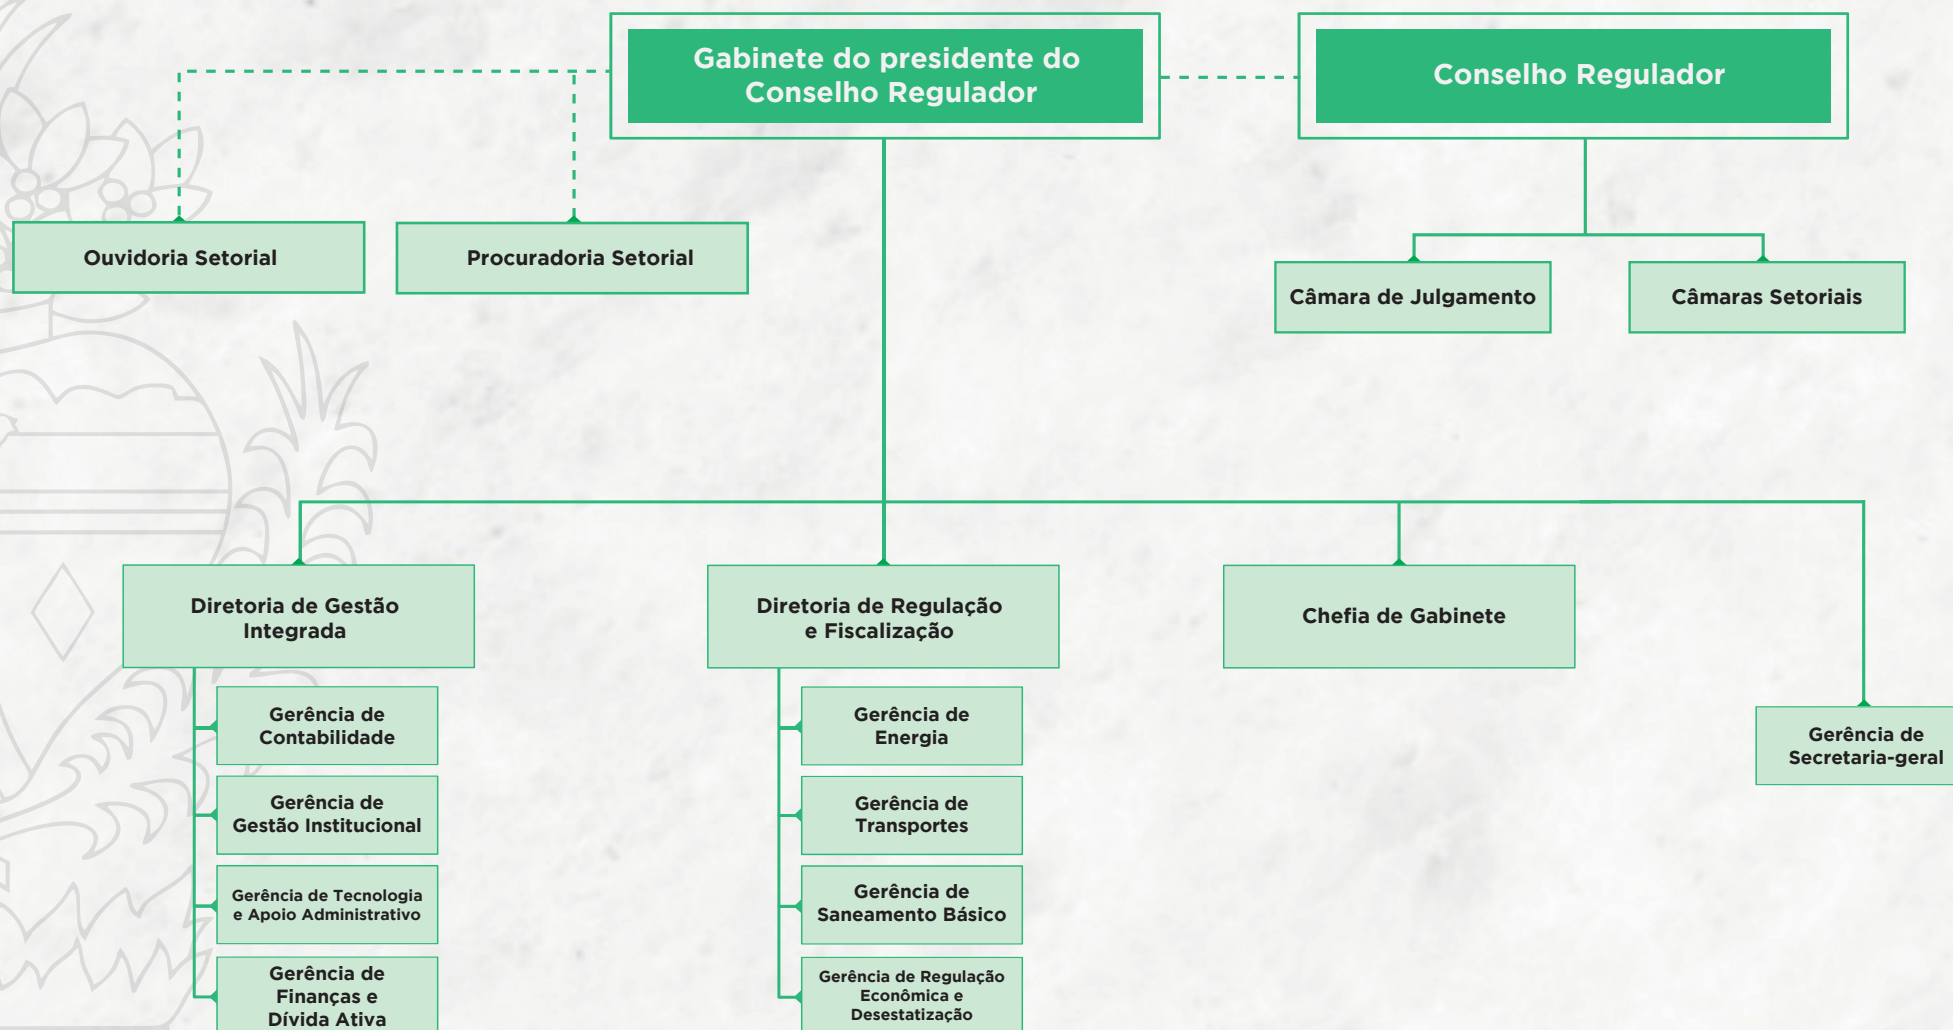 Gabinete do presidente do
Conselho Regulador
Conselho Regulador
Ouvidoria Setorial
Procuradoria Setorial
Câmara de Julgamento
Câmaras Setoriais
Diretoria de Gestão
Integrada
Diretoria de Regulação
e Fiscalização
Chefia de Gabinete
Gerência de
Secretaria-geral
Gerência de
Contabilidade
Gerência de
Gestão Institucional
Gerência de Tecnologia
e Apoio Administrativo
Gerência de
Finanças e
Dívida Ativa
Gerência de
Energia
Gerência de
Transportes
Gerência de
Saneamento Básico
Gerência de Regulação
Econômica e
Desestatização